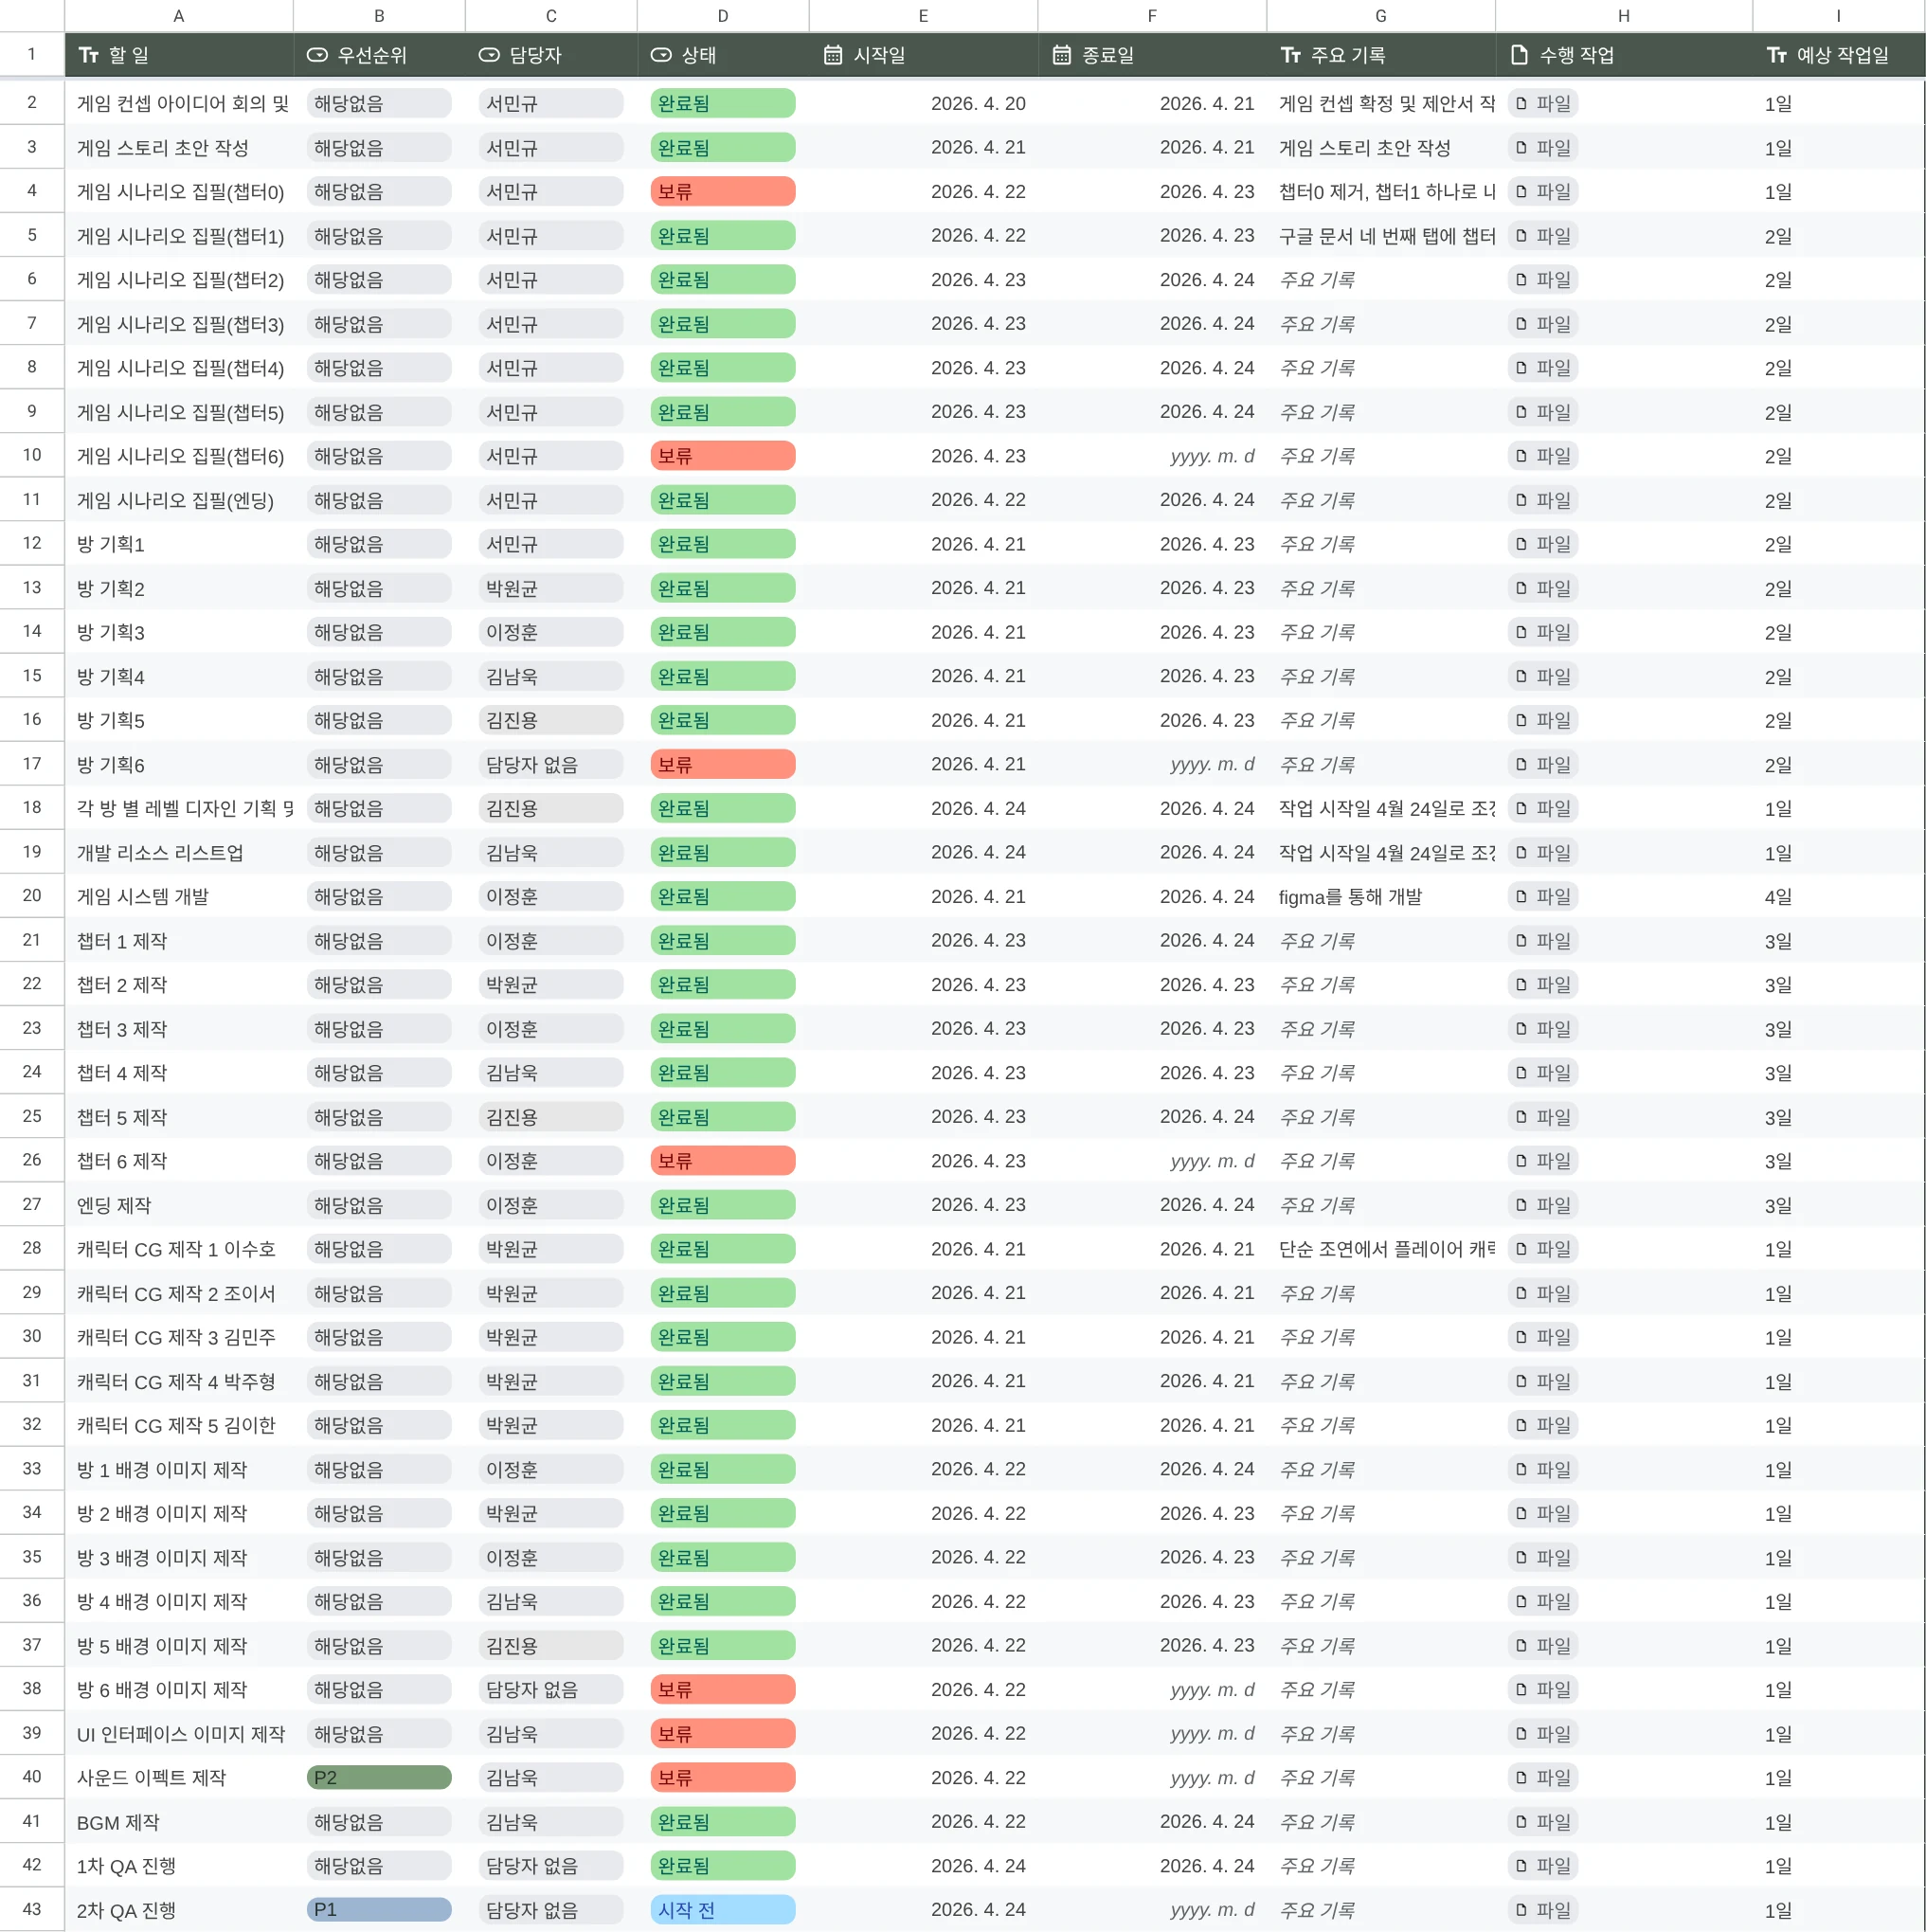 A B C D E F G H I
1 할 일 우선순위 담당자 상태 시작일 종료일 주요 기록 수행 작업 예상 작업일
2 게임 컨셉 아이디어 회의 및 해당없음 서민규 완료됨 2026. 4. 20 2026. 4. 21 게임 컨셉 확정 및 제안서 작 파일 1일
3 게임 스토리 초안 작성 해당없음 서민규 완료됨 2026. 4. 21 2026. 4. 21 게임 스토리 초안 작성 파일 1일
4 게임 시나리오 집필(챕터0) 해당없음 서민규 보류 2026. 4. 22 2026. 4. 23 챕터0 제거, 챕터1 하나로 파일 1일
5 게임 시나리오 집필(챕터1) 해당없음 서민규 완료됨 2026. 4. 22 2026. 4. 23 구글 문서 네 번째 탭에 챕터 파일 2일
6 게임 시나리오 집필(챕터2) 해당없음 서민규 완료됨 2026. 4. 23 2026. 4. 24 주요 기록 파일 2일
7 게임 시나리오 집필(챕터3) 해당없음 서민규 완료됨 2026. 4. 23 2026. 4. 24 주요 기록 파일 2일
8 게임 시나리오 집필(챕터4) 해당없음 서민규 완료됨 2026. 4. 23 2026. 4. 24 주요 기록 파일 2일
9 게임 시나리오 집필(챕터5) 해당없음 서민규 완료됨 2026. 4. 23 2026. 4. 24 주요 기록 파일 2일
10 게임 시나리오 집필(챕터6) 해당없음 서민규 보류 2026. 4. 23 yyyy. m. d 주요 기록 파일 2일
11 게임 시나리오 집필(엔딩) 해당없음 서민규 완료됨 2026. 4. 22 2026. 4. 24 주요 기록 파일 2일
12 방 기획1 해당없음 서민규 완료됨 2026. 4. 21 2026. 4. 23 주요 기록 파일 2일
13 방 기획2 해당없음 박원균 완료됨 2026. 4. 21 2026. 4. 23 주요 기록 파일 2일
14 방 기획3 해당없음 이정훈 완료됨 2026. 4. 21 2026. 4. 23 주요 기록 파일 2일
15 방 기획4 해당없음 김남욱 완료됨 2026. 4. 21 2026. 4. 23 주요 기록 파일 2일
16 방 기획5 해당없음 김진용 완료됨 2026. 4. 21 2026. 4. 23 주요 기록 파일 2일
17 방 기획6 해당없음 담당자 없음 보류 2026. 4. 21 yyyy. m. d 주요 기록 파일 2일
18 각 방 별 레벨 디자인 기획 및 해당없음 김진용 완료됨 2026. 4. 24 2026. 4. 24 작업 시작일 4월 24일로 조정 파일 1일
19 개발 리소스 리스트업 해당없음 김남욱 완료됨 2026. 4. 24 2026. 4. 24 작업 시작일 4월 24일로 조정 파일 1일
20 게임 시스템 개발 해당없음 이정훈 완료됨 2026. 4. 21 2026. 4. 24 figma를 통해 개발 파일 4일
21 챕터 1 제작 해당없음 이정훈 완료됨 2026. 4. 23 2026. 4. 24 주요 기록 파일 3일
22 챕터 2 제작 해당없음 박원균 완료됨 2026. 4. 23 2026. 4. 23 주요 기록 파일 3일
23 챕터 3 제작 해당없음 이정훈 완료됨 2026. 4. 23 2026. 4. 23 주요 기록 파일 3일
24 챕터 4 제작 해당없음 김남욱 완료됨 2026. 4. 23 2026. 4. 23 주요 기록 파일 3일
25 챕터 5 제작 해당없음 김진용 완료됨 2026. 4. 23 2026. 4. 24 주요 기록 파일 3일
26 챕터 6 제작 해당없음 이정훈 보류 2026. 4. 23 yyyy. m. d 주요 기록 파일 3일
27 엔딩 제작 해당없음 이정훈 완료됨 2026. 4. 23 2026. 4. 24 주요 기록 파일 3일
28 캐릭터 CG 제작 1 이수호 해당없음 박원균 완료됨 2026. 4. 21 2026. 4. 21 단순 조연에서 플레이어 캐릭 파일 1일
29 캐릭터 CG 제작 2 조이서 해당없음 박원균 완료됨 2026. 4. 21 2026. 4. 21 주요 기록 파일 1일
30 캐릭터 CG 제작 3 김민주 해당없음 박원균 완료됨 2026. 4. 21 2026. 4. 21 주요 기록 파일 1일
31 캐릭터 CG 제작 4 박주형 해당없음 박원균 완료됨 2026. 4. 21 2026. 4. 21 주요 기록 파일 1일
32 캐릭터 CG 제작 5 김이한 해당없음 박원균 완료됨 2026. 4. 21 2026. 4. 21 주요 기록 파일 1일
33 방 1 배경 이미지 제작 해당없음 이정훈 완료됨 2026. 4. 22 2026. 4. 24 주요 기록 파일 1일
34 방 2 배경 이미지 제작 해당없음 박원균 완료됨 2026. 4. 22 2026. 4. 23 주요 기록 파일 1일
35 방 3 배경 이미지 제작 해당없음 이정훈 완료됨 2026. 4. 22 2026. 4. 23 주요 기록 파일 1일
36 방 4 배경 이미지 제작 해당없음 김남욱 완료됨 2026. 4. 22 2026. 4. 23 주요 기록 파일 1일
37 방 5 배경 이미지 제작 해당없음 김진용 완료됨 2026. 4. 22 2026. 4. 23 주요 기록 파일 1일
38 방 6 배경 이미지 제작 해당없음 담당자 없음 보류 2026. 4. 22 yyyy. m. d 주요 기록 파일 1일
39 UI 인터페이스 이미지 제작 해당없음 김남욱 보류 2026. 4. 22 yyyy. m. d 주요 기록 파일 1일
40 사운드 이펙트 제작 P2 김남욱 보류 2026. 4. 22 yyyy. m. d 주요 기록 파일 1일
41 BGM 제작 해당없음 김남욱 완료됨 2026. 4. 22 2026. 4. 24 주요 기록 파일 1일
42 1차 QA 진행 해당없음 담당자 없음 완료됨 2026. 4. 24 2026. 4. 24 주요 기록 파일 1일
43 2차 QA 진행 P1 담당자 없음 시작 전 2026. 4. 24 yyyy. m. d 주요 기록 파일 1일